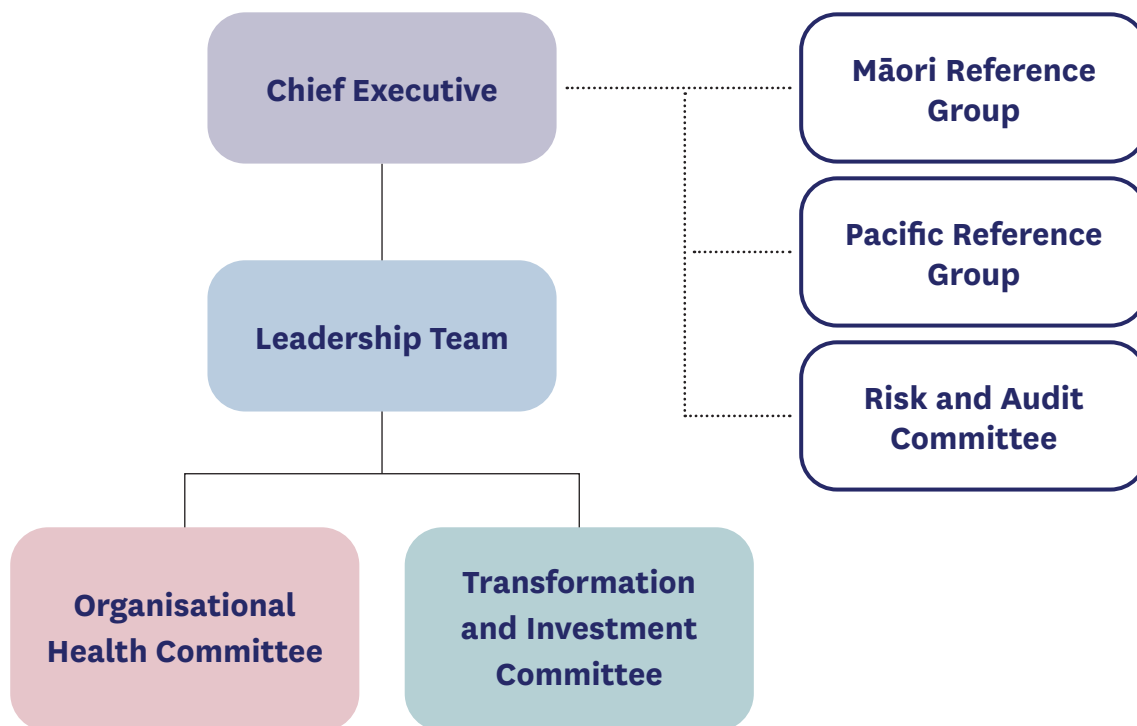 Chief Executive
Māori Reference
Group
Pacific Reference
Group
Leadership Team
Risk and Audit
Committee
Organisational
Health Committee
Transformation
and Investment
Committee